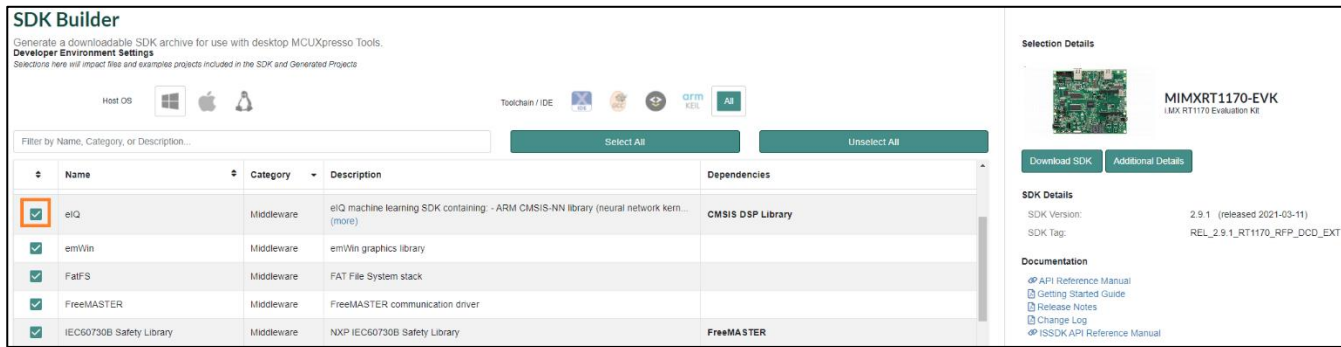 SDK Builder
Generate a downloadable SDK archive for use with desktop MCUXpresso Tools.
Developer Environment Settings
Selections here will impact files and examples projects included in the SDK and Generated Projects
Host OS
Toolchain / IDE
IDE
GCC
arm
KEIL
All
Filter by Name, Category, or Description...
Select All
Unselect All
Name Category Description Dependencies
eIQ Middleware eIQ machine learning SDK containing: - ARM CMSIS-NN library (neural network kern... CMSIS DSP Library
(more)
emWin Middleware emWin graphics library
FatFS Middleware FAT File System stack
FreeMASTER Middleware FreeMASTER communication driver
IEC60730B Safety Library Middleware NXP IEC60730B Safety Library FreeMASTER
Selection Details
MIMXRT1170-EVK
i.MX RT1170 Evaluation Kit
Download SDK
Additional Details
SDK Details
SDK Version: 2.9.1 (released 2021-03-11)
SDK Tag: REL_2.9.1_RT1170_RFP_DCD_EXT
Documentation
API Reference Manual
Getting Started Guide
Release Notes
Change Log
ISSDK API Reference Manual